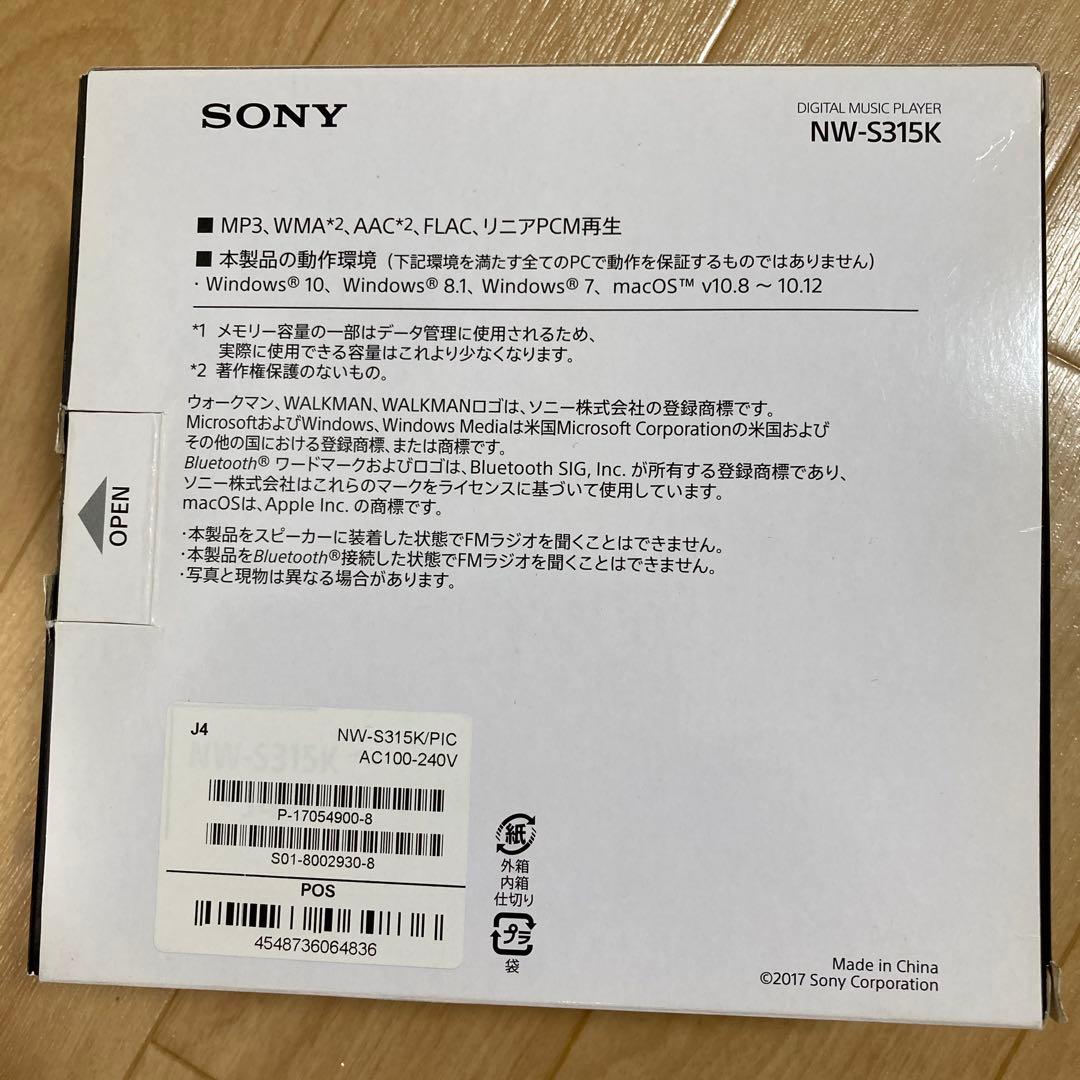 SONY
DIGITAL MUSIC PLAYER
NW-S315K
■ MP3、WMA*2、AAC*2、FLAC、リニアPCM再生
■ 本製品の動作環境（下記環境を満たす全てのPCで動作を保証するものではありません）
・Windows® 10、Windows® 8.1、Windows® 7、macOS™ v10.8 ～ 10.12
*1 メモリー容量の一部はデータ管理に使用されるため、
実際に使用できる容量はこれより少なくなります。
*2 著作権保護のないもの。
ウォークマン、WALKMAN、WALKMANロゴは、ソニー株式会社の登録商標です。
MicrosoftおよびWindows、Windows Mediaは米国Microsoft Corporationの米国および
その他の国における登録商標、または商標です。
Bluetooth® ワードマークおよびロゴは、Bluetooth SIG, Inc. が所有する登録商標であり、
ソニー株式会社はこれらのマークをライセンスに基づいて使用しています。
macOSは、Apple Inc. の商標です。
・本製品をスピーカーに装着した状態でFMラジオを聞くことはできません。
・本製品をBluetooth®接続した状態でFMラジオを聞くことはできません。
・写真と現物は異なる場合があります。
OPEN
J4
NW-S315K/PIC
AC100-240V
NW-S315K
P-17054900-8
S01-8002930-8
POS
4548736064836
紙
外箱
内箱
仕切り
プラ
袋
Made in China
©2017 Sony Corporation